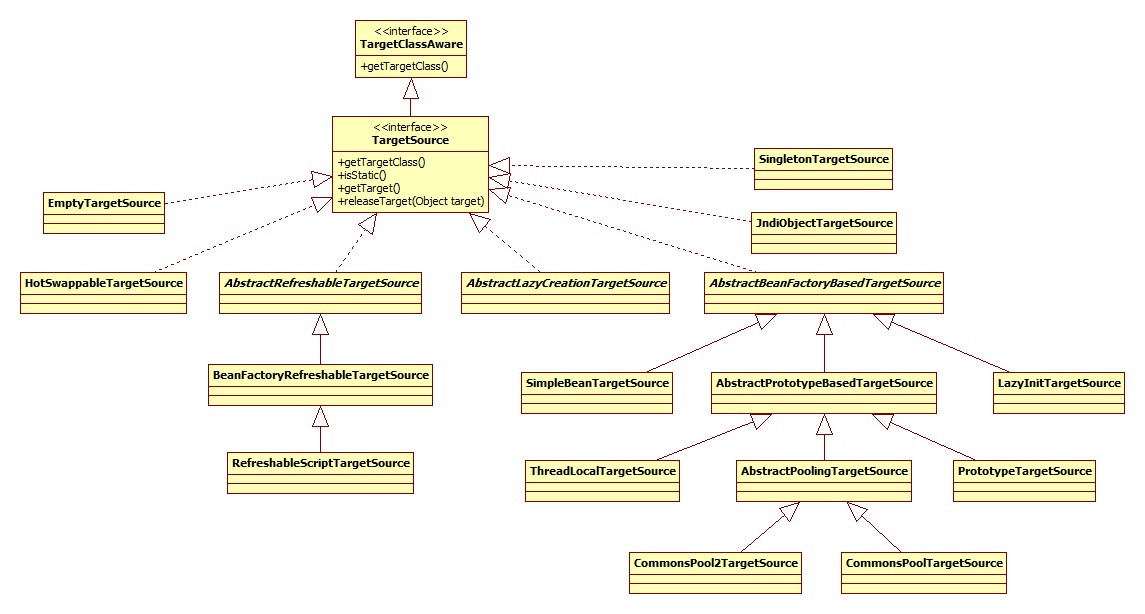 <<interface>>
TargetClassAware
+getTargetClass()
<<interface>>
TargetSource
+getTargetClass()
+isStatic()
+getTarget()
+releaseTarget(Object target)
SingletonTargetSource
EmptyTargetSource
JndiObjectTargetSource
HotSwappableTargetSource
AbstractRefreshableTargetSource
AbstractLazyCreationTargetSource
AbstractBeanFactoryBasedTargetSource
BeanFactoryRefreshableTargetSource
SimpleBeanTargetSource
AbstractPrototypeBasedTargetSource
LazyInitTargetSource
RefreshableScriptTargetSource
ThreadLocalTargetSource
AbstractPoolingTargetSource
PrototypeTargetSource
CommonsPool2TargetSource
CommonsPoolTargetSource